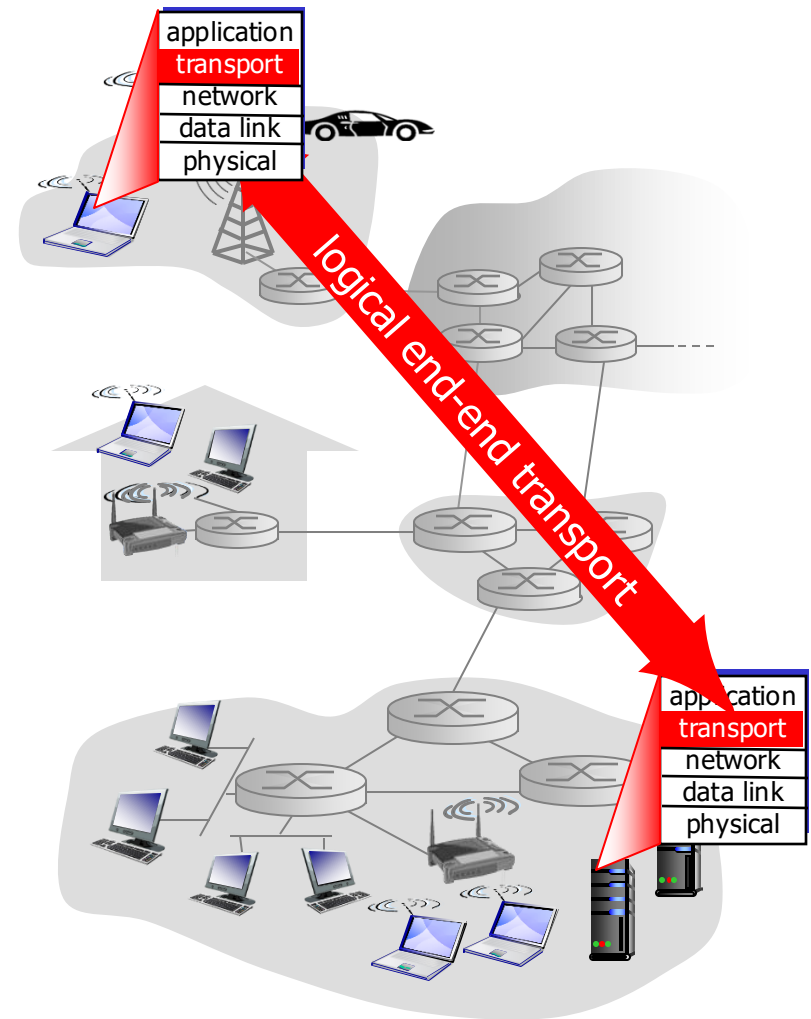 application
transport
network
data link
physical
logical end-end transport
application
transport
network
data link
physical